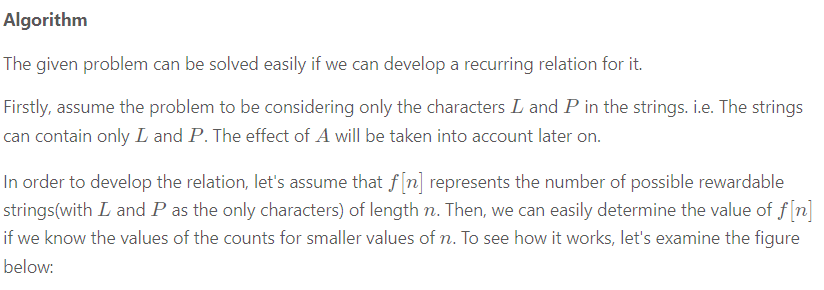 Algorithm
The given problem can be solved easily if we can develop a recurring relation for it.
Firstly, assume the problem to be considering only the characters L and P in the strings. i.e. The strings
can contain only L and P. The effect of A will be taken into account later on.
In order to develop the relation, let's assume that f[n] represents the number of possible rewardable
strings(with L and P as the only characters) of length n. Then, we can easily determine the value of f[n]
if we know the values of the counts for smaller values of n. To see how it works, let's examine the figure
below: